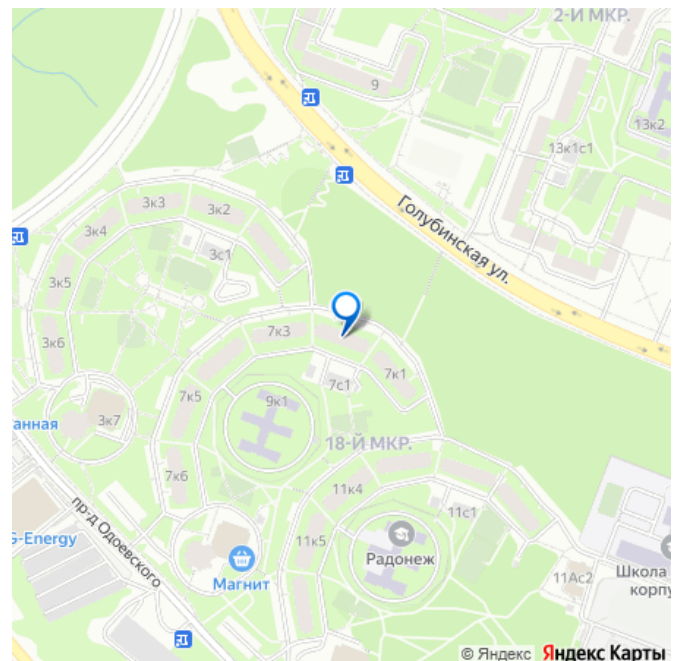 2-Й МКР.
9
13к2
13к1с1
Голубинская ул.
3к3
3к2
3к4
3с1
3к5
3к6
7к3
7к1
7с1
7к5
9к1
3к7
анная
18-Й МКР.
7к6
11к4
пр-д Одоевского
11с1
G-Energy
11к5
Радонеж
Магнит
11Ас2
Школа
корпу
© Яндекс Яндекс Карты